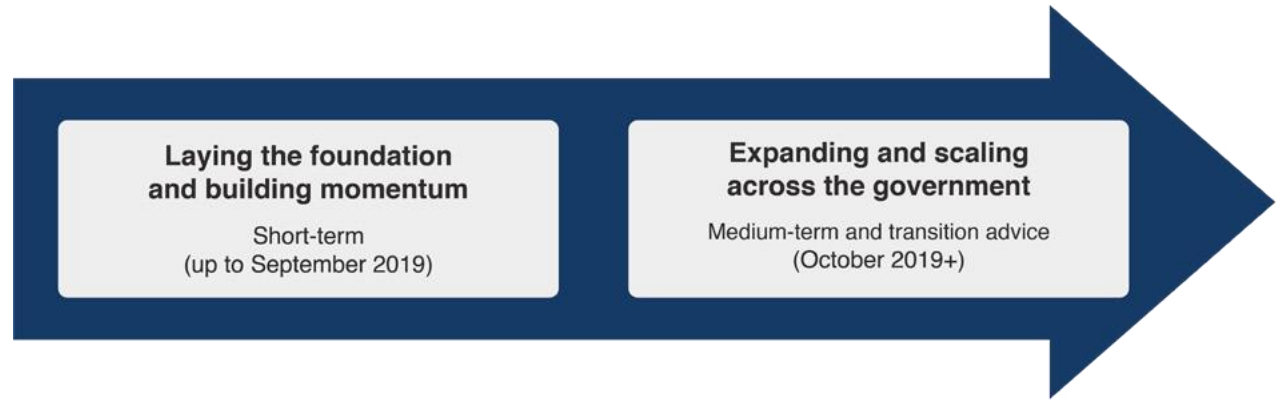 Laying the foundation
and building momentum
Short-term
(up to September 2019)
Expanding and scaling
across the government
Medium-term and transition advice
(October 2019+)